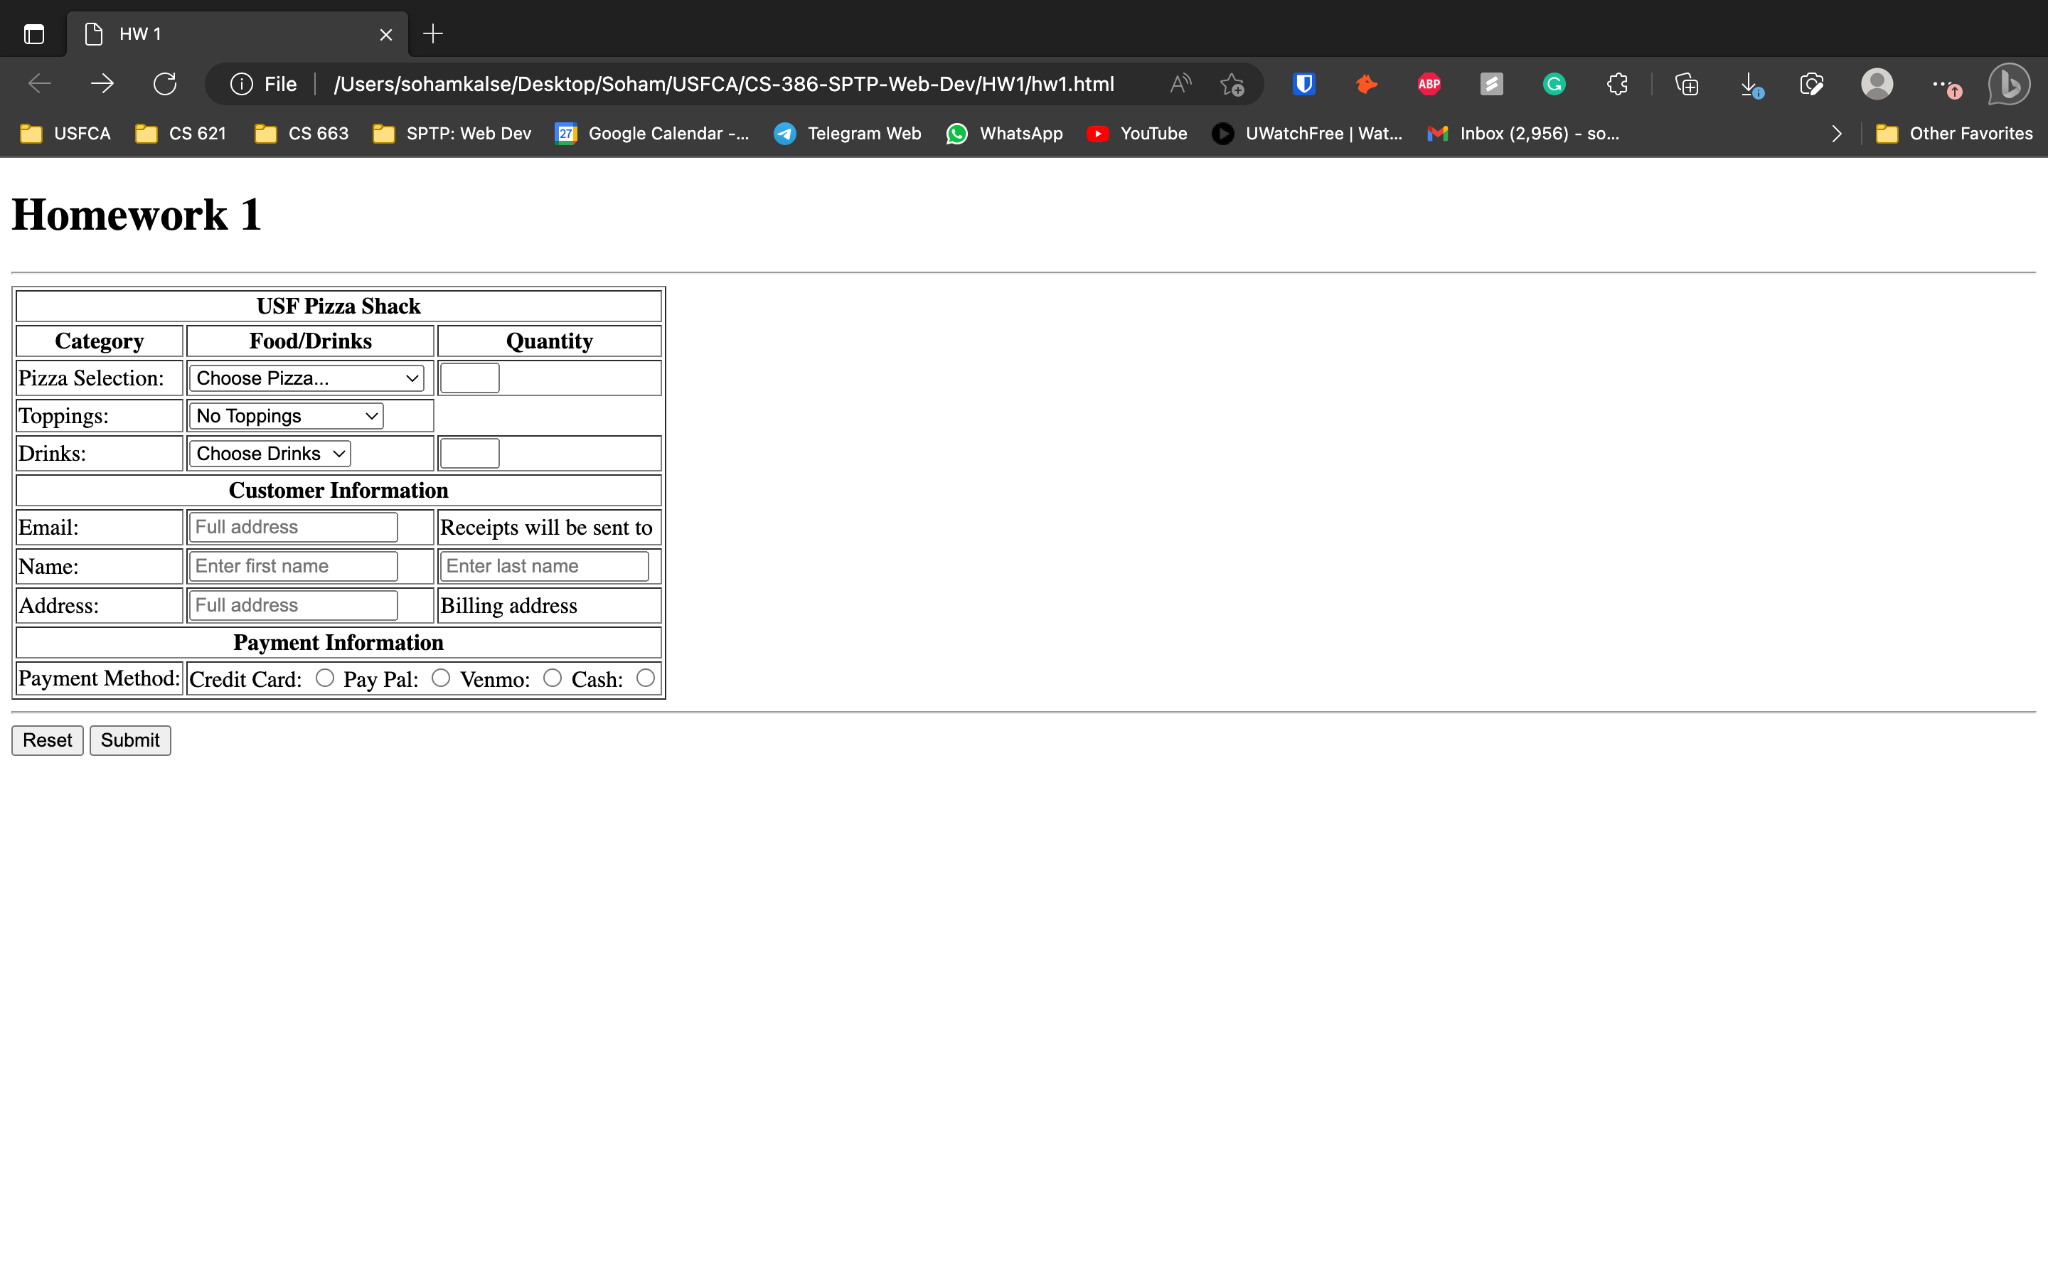 HW 1
File | /Users/sohamkalse/Desktop/Soham/USFCA/CS-386-SPTP-Web-Dev/HW1/hw1.html
ABP
USFCA CS 621 CS 663 SPTP: Web Dev 27 Google Calendar -... Telegram Web WhatsApp YouTube UWatchFree | Wat... Inbox (2,956) - so... Other Favorites
Homework 1
USF Pizza Shack
Category Food/Drinks Quantity
Pizza Selection: Choose Pizza...
Toppings: No Toppings
Drinks: Choose Drinks
Customer Information
Email: Full address Receipts will be sent to
Name: Enter first name Enter last name
Address: Full address Billing address
Payment Information
Payment Method: Credit Card: Pay Pal: Venmo: Cash:
Reset Submit